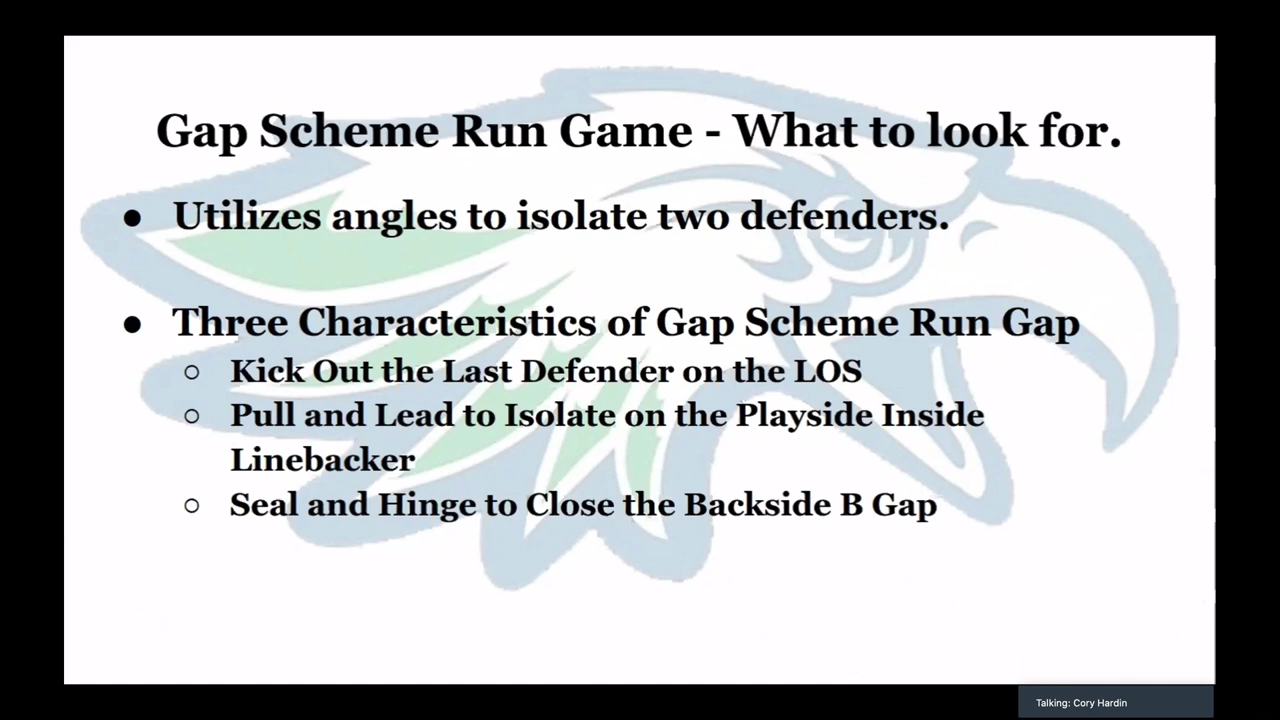 Gap Scheme Run Game - What to look for.
● Utilizes angles to isolate two defenders.
● Three Characteristics of Gap Scheme Run Gap
○ Kick Out the Last Defender on the LOS
○ Pull and Lead to Isolate on the Playside Inside
Linebacker
○ Seal and Hinge to Close the Backside B Gap
Talking: Cory Hardin